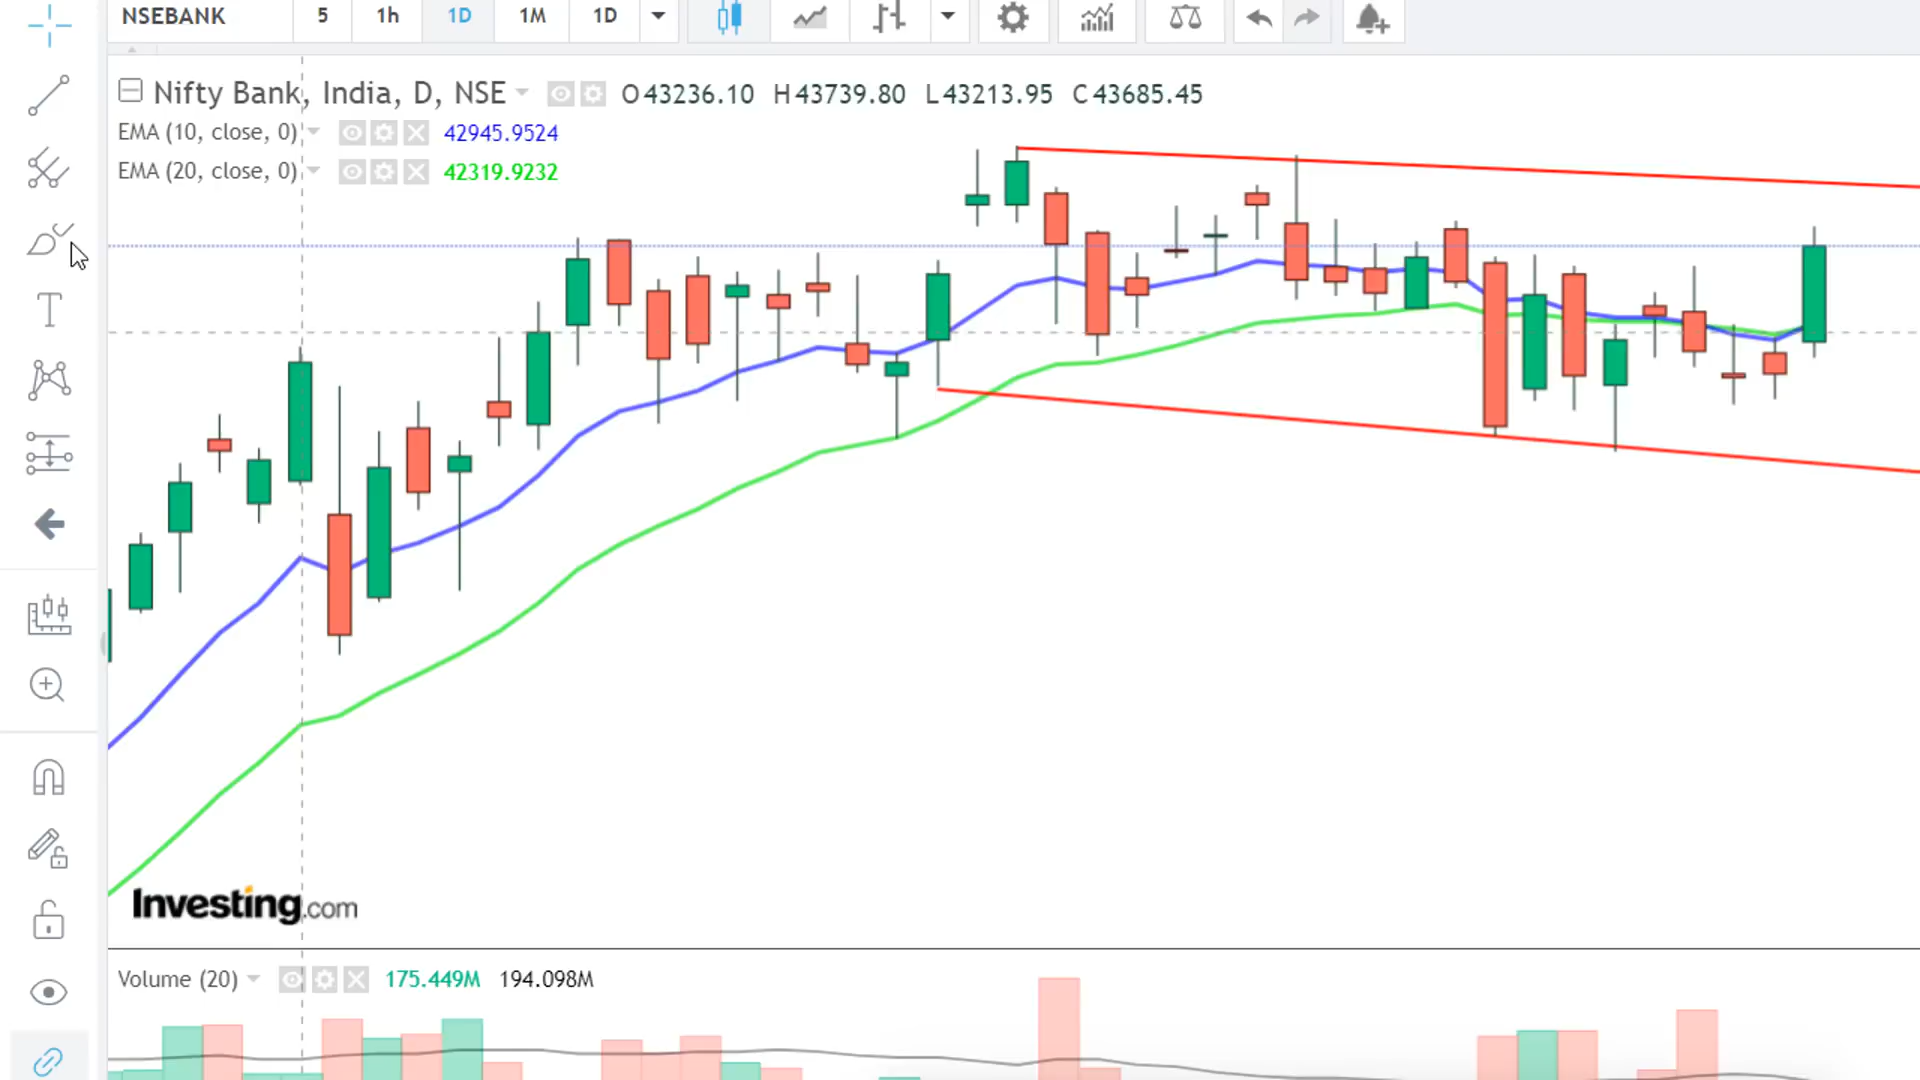 NSEBANK 5 1h 1D 1M 1D
Nifty Bank, India, D, NSE O43236.10 H43739.80 L43213.95 C43685.45
EMA (10, close, 0) 42945.9524
EMA (20, close, 0) 42319.9232
T
Investing.com
Volume (20) 175.449M 194.098M